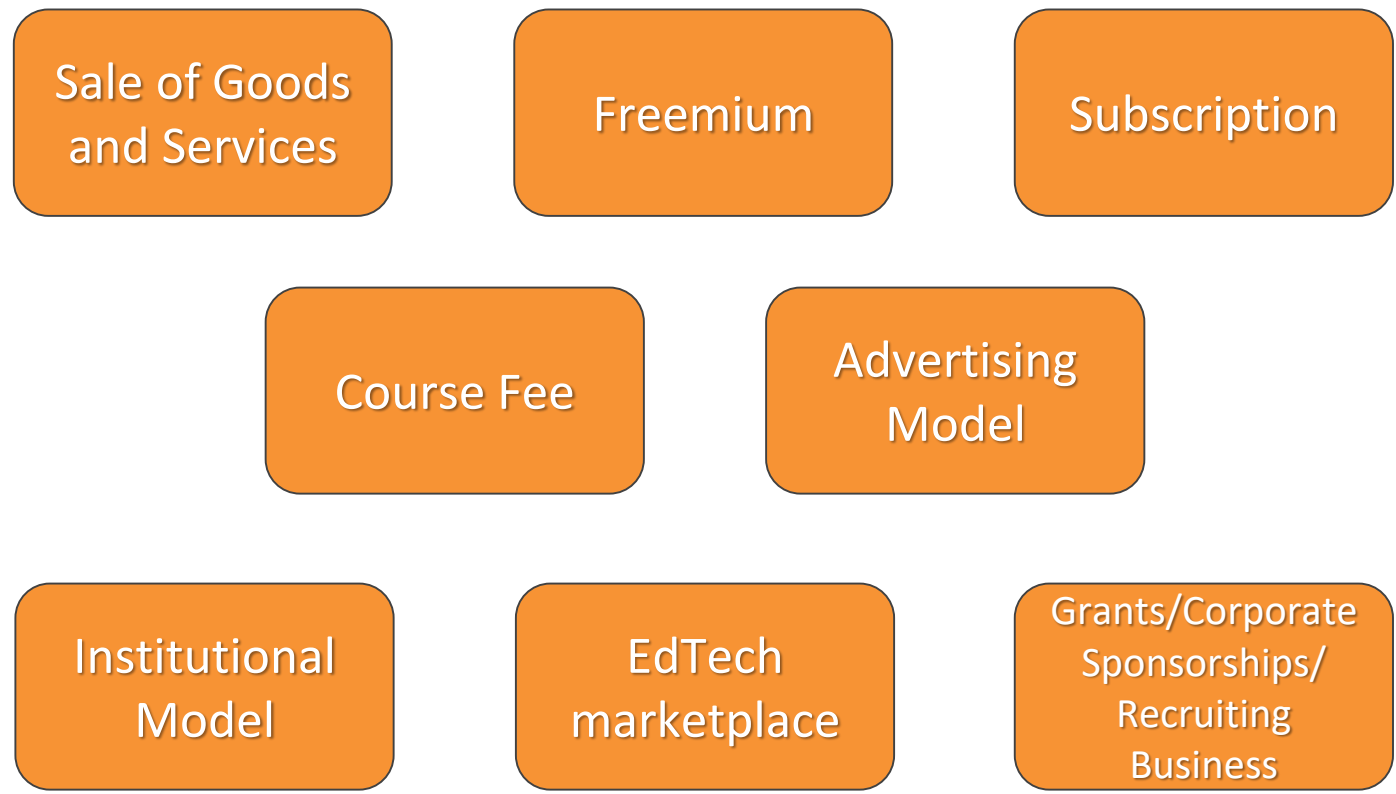 Sale of Goods
and Services
Freemium
Subscription
Course Fee
Advertising
Model
Institutional
Model
EdTech
marketplace
Grants/Corporate
Sponsorships/
Recruiting
Business